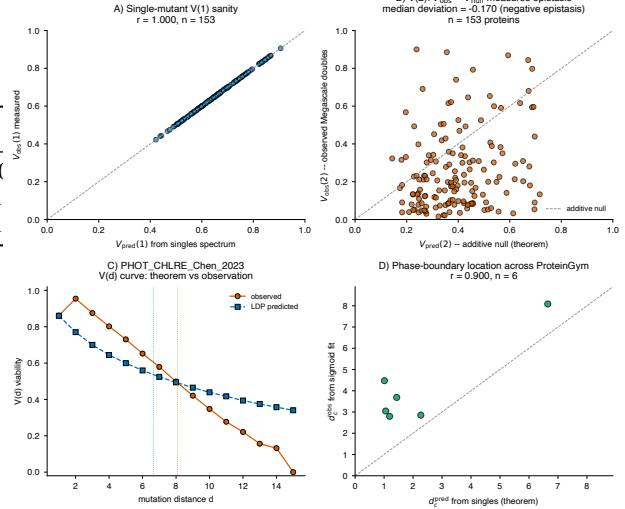 A) Single-mutant V(1) sanity
r = 1.000, n = 153
1.0
0.8
0.6
0.4
0.2
0.0
V_obs(1) measured
0.0 0.2 0.4 0.6 0.8 1.0
V_pred(1) from singles spectrum
median deviation = -0.170 (negative epistasis)
n = 153 proteins
1.0
0.8
0.6
0.4
0.2
0.0
V_obs(2) -- observed Megascale doubles
additive null
0.0 0.2 0.4 0.6 0.8 1.0
V_pred(2) -- additive null (theorem)
C) PHOT_CHLRE_Chen_2023
V(d) curve: theorem vs observation
observed
LDP predicted
1.0
0.8
0.6
0.4
0.2
0.0
V(d) viability
2 4 6 8 10 12 14
mutation distance d
D) Phase-boundary location across ProteinGym
r = 0.900, n = 6
8
7
6
5
4
3
2
1
0
d_c^obs from sigmoid fit
0 1 2 3 4 5 6 7 8
d_c^pred from singles (theorem)